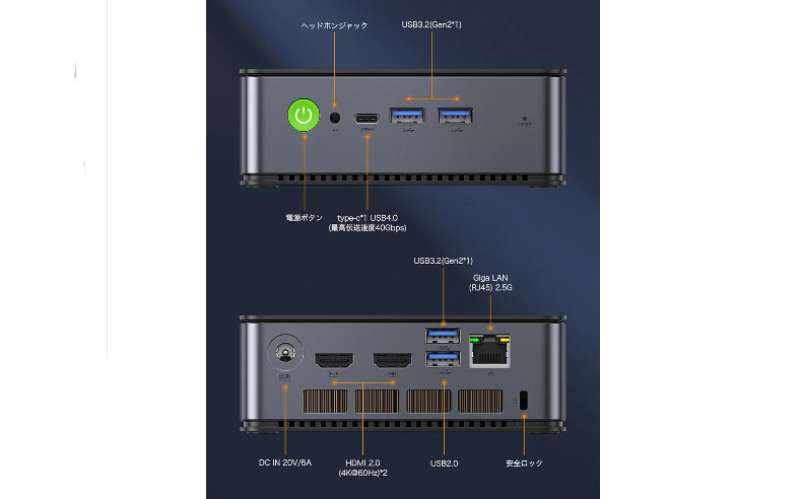 ヘッドホンジャック
USB3.2(Gen2*1)
電源ボタン
type-c*1 USB4.0
(最高伝送速度40Gbps)
USB3.2(Gen2*1)
Giga LAN
(RJ45) 2.5G
DC IN 20V/6A
HDMI 2.0
(4K@60Hz)*2
USB2.0
安全ロック